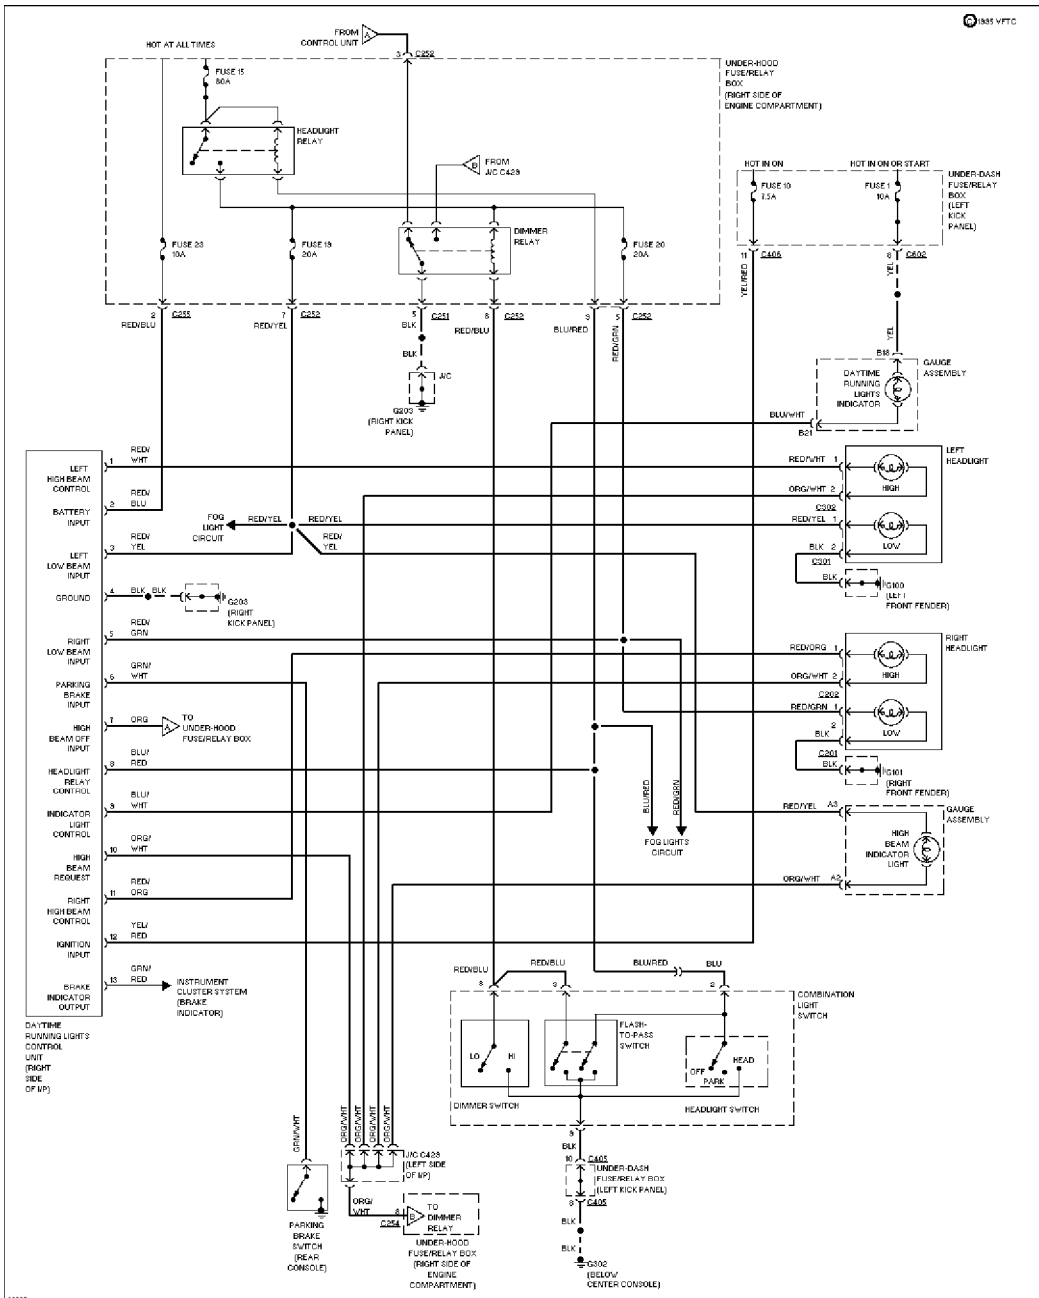 C 1995 VFTC
FROM
CONTROL UNIT
A
3 C252
HOT AT ALL TIMES
UNDER-HOOD
FUSE/RELAY
BOX
(RIGHT SIDE OF
ENGINE COMPARTMENT)
FUSE 15
80A
HEADLIGHT
RELAY
B
FROM
J/C C429
HOT IN ON
HOT IN ON OR START
FUSE 10
7.5A
FUSE 1
10A
UNDER-DASH
FUSE/RELAY
BOX
(LEFT
KICK
PANEL)
DIMMER
RELAY
FUSE 23
10A
FUSE 19
20A
FUSE 20
20A
11 C406
8 C602
YEL/RED
YEL
YEL
2 C255
7 C252
5 C251
8 C252
9
5 C252
RED/BLU
RED/YEL
BLK
RED/BLU
BLU/RED
RED/GRN
BLK
J/C
G203
(RIGHT KICK
PANEL)
B18
GAUGE
ASSEMBLY
DAYTIME
RUNNING
LIGHTS
INDICATOR
BLU/WHT
B21
LEFT
HIGH BEAM
CONTROL
1
RED/
WHT
BATTERY
INPUT
2
RED/
BLU
LEFT
LOW BEAM
INPUT
3
RED/
YEL
GROUND
4
BLK BLK
G203
(RIGHT
KICK PANEL)
RIGHT
LOW BEAM
INPUT
5
RED/
GRN
PARKING
BRAKE
INPUT
6
GRN/
WHT
HIGH
BEAM OFF
INPUT
7
ORG
A
TO
UNDER-HOOD
FUSE/RELAY BOX
HEADLIGHT
RELAY
CONTROL
8
BLU/
RED
INDICATOR
LIGHT
CONTROL
9
BLU/
WHT
HIGH
BEAM
REQUEST
10
ORG/
WHT
RIGHT
HIGH BEAM
CONTROL
11
RED/
ORG
IGNITION
INPUT
12
YEL/
RED
BRAKE
INDICATOR
OUTPUT
13
GRN/
RED
INSTRUMENT
CLUSTER SYSTEM
(BRAKE
INDICATOR)
DAYTIME
RUNNING LIGHTS
CONTROL
UNIT
(RIGHT
SIDE
OF I/P)
FOG
LIGHT
CIRCUIT
RED/YEL
RED/YEL
RED/
YEL
LEFT
HEADLIGHT
RED/WHT 1
HIGH
ORG/WHT 2
C302
RED/YEL 1
LOW
BLK 2
C301
BLK
G100
(LEFT
FRONT FENDER)
RIGHT
HEADLIGHT
RED/ORG 1
HIGH
ORG/WHT 2
C202
RED/GRN 1
LOW
2
BLK
C201
BLK
G101
(RIGHT
FRONT FENDER)
RED/YEL A3
GAUGE
ASSEMBLY
HIGH
BEAM
INDICATOR
LIGHT
ORG/WHT A2
BLU/RED
RED/GRN
FOG LIGHTS
CIRCUIT
RED/BLU
RED/BLU
BLU/RED
BLU
8
3
2
COMBINATION
LIGHT
SWITCH
FLASH-
TO-PASS
SWITCH
LO
HI
OFF
HEAD
PARK
DIMMER SWITCH
HEADLIGHT SWITCH
GRN/WHT
ORG/WHT
ORG/WHT
ORG/WHT
ORG/WHT
J/C C429
(LEFT SIDE
OF I/P)
ORG/
WHT
8
C254
B
TO
DIMMER
RELAY
UNDER-HOOD
FUSE/RELAY BOX
(RIGHT SIDE OF
ENGINE
COMPARTMENT)
PARKING
BRAKE
SWITCH
(REAR
CONSOLE)
BLK
10 C405
UNDER-DASH
FUSE/RELAY BOX
(LEFT KICK PANEL)
8 C405
BLK
BLK
G302
(BELOW
CENTER CONSOLE)